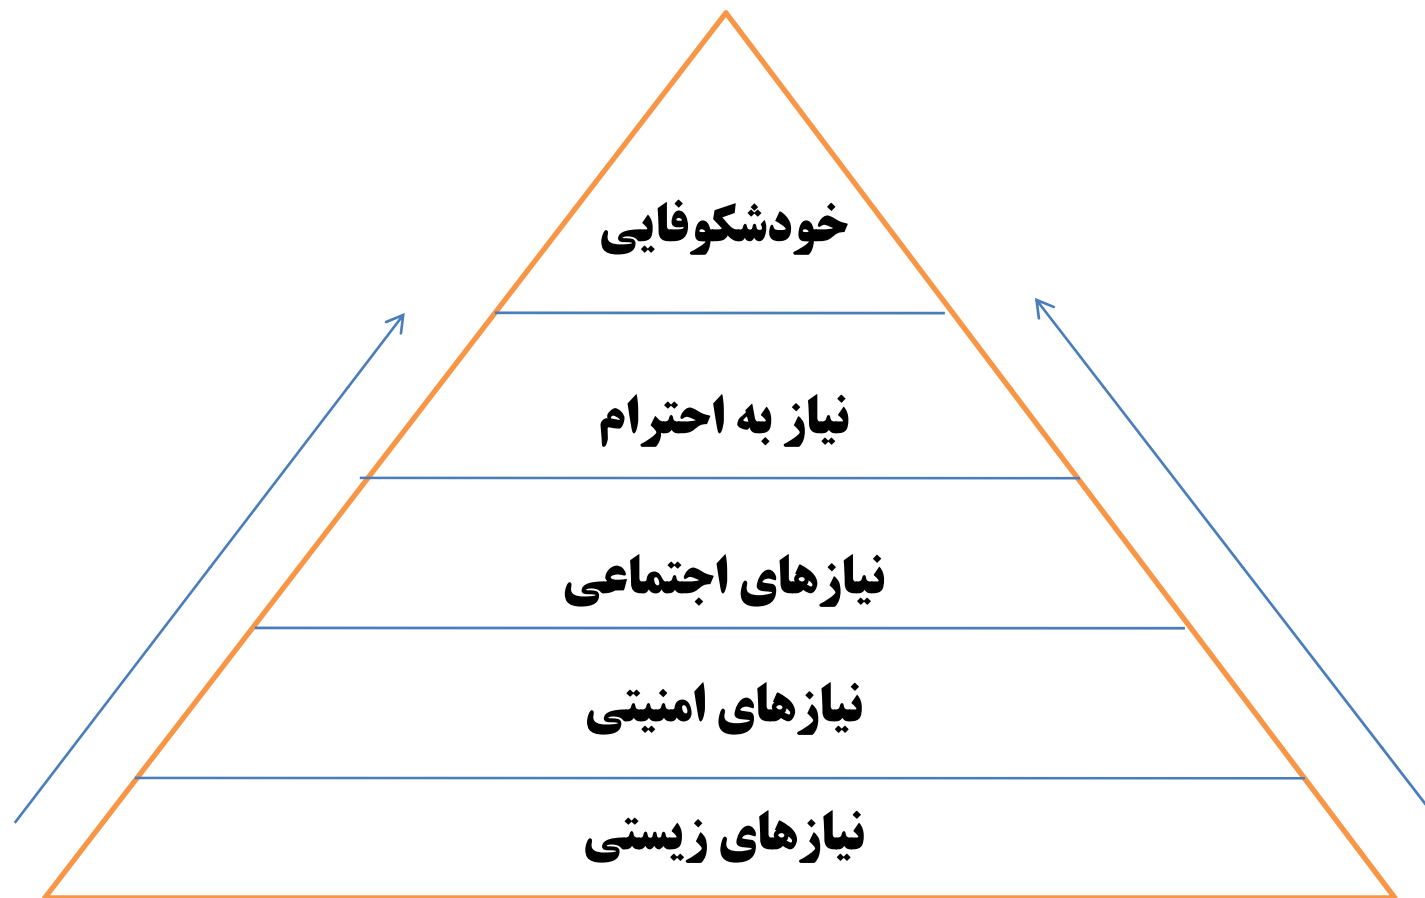 خودشکوفایی
نیاز به احترام
نیازهای اجتماعی
نیازهای امنیتی
نیازهای زیستی